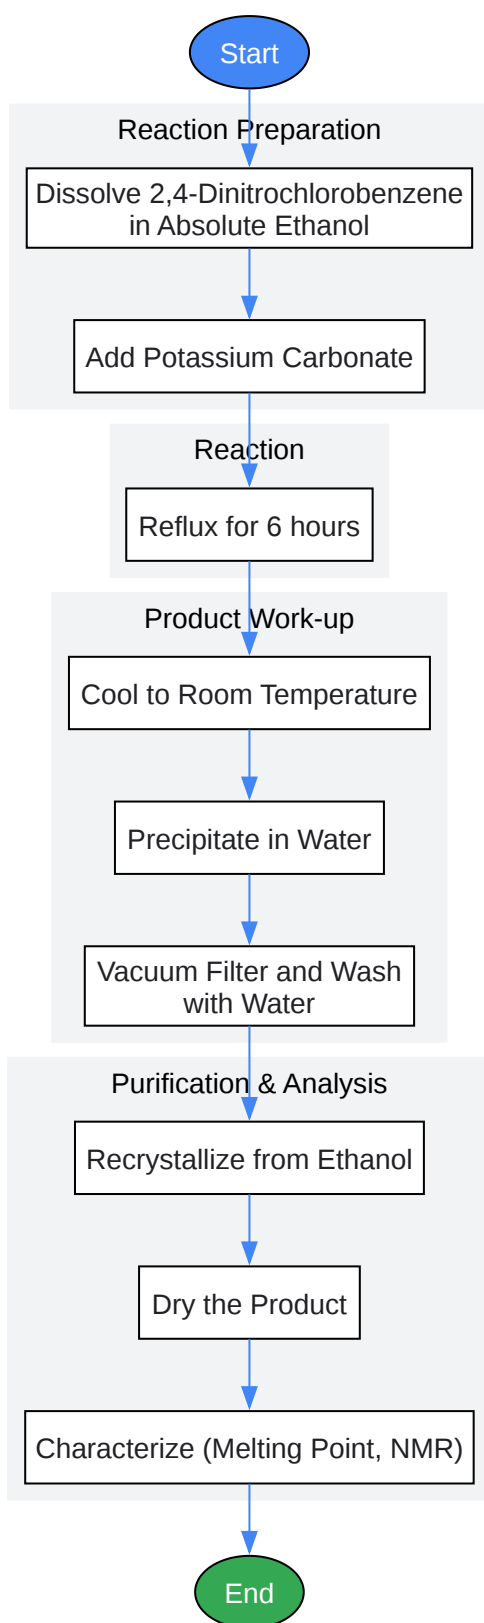 Start
Reaction Preparation
Dissolve 2,4-Dinitrochlorobenzene
in Absolute Ethanol
Add Potassium Carbonate
Reaction
Reflux for 6 hours
Product Work-up
Cool to Room Temperature
Precipitate in Water
Vacuum Filter and Wash
with Water
Purification & Analysis
Recrystallize from Ethanol
Dry the Product
Characterize (Melting Point, NMR)
End